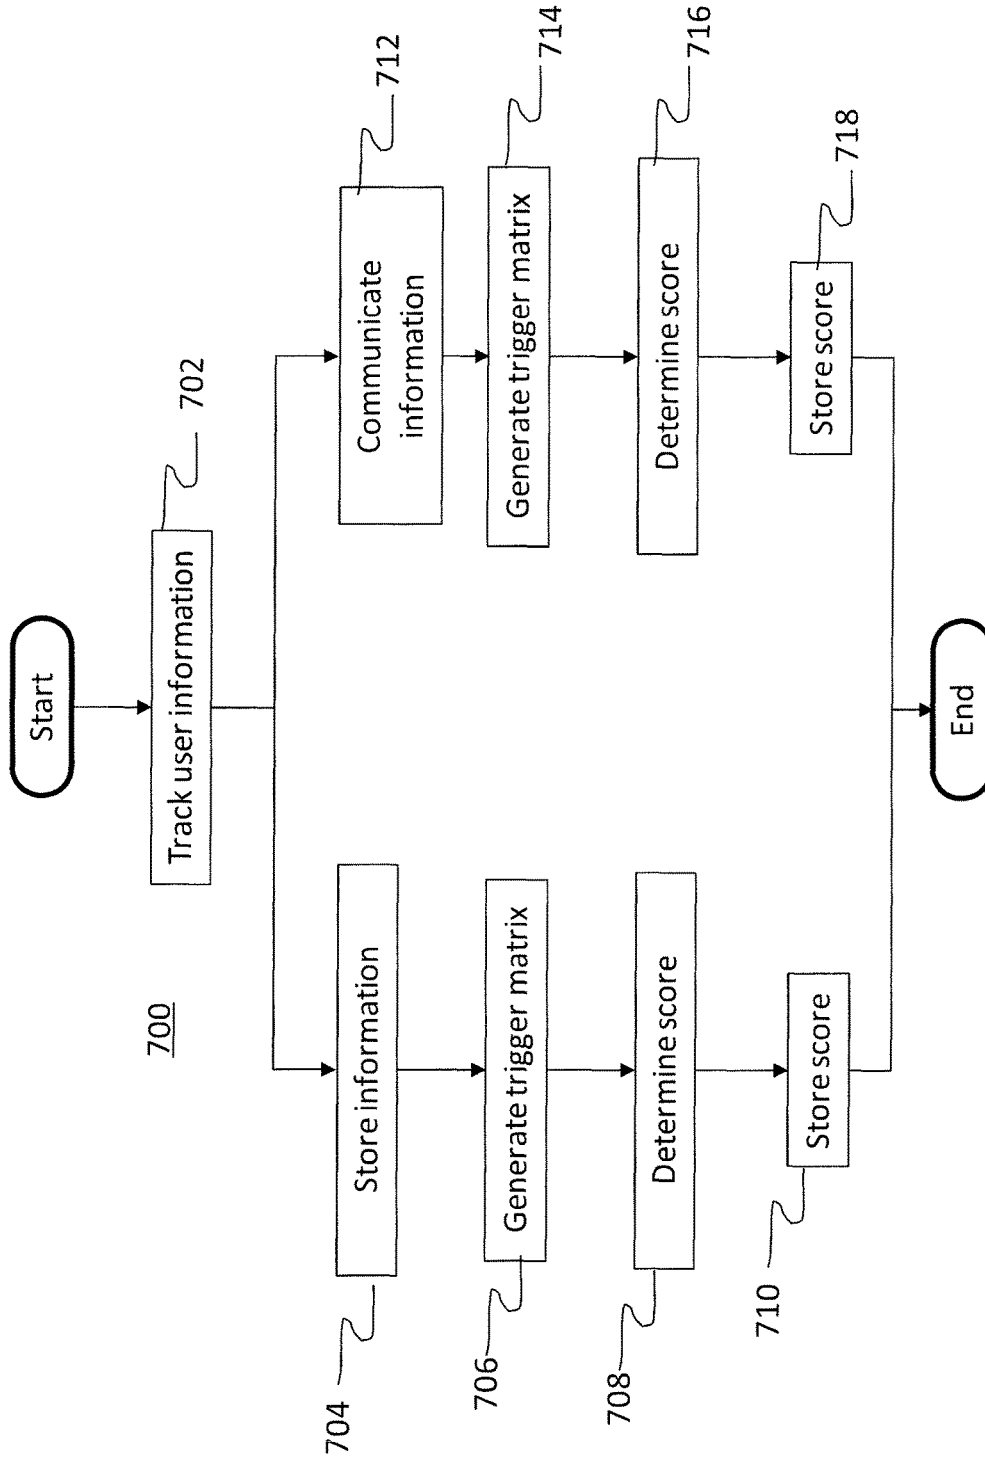 700
Start
Track user information
702
Store information
704
Generate trigger matrix
706
Determine score
708
Store score
710
Communicate
information
712
Generate trigger matrix
714
Determine score
716
Store score
718
End